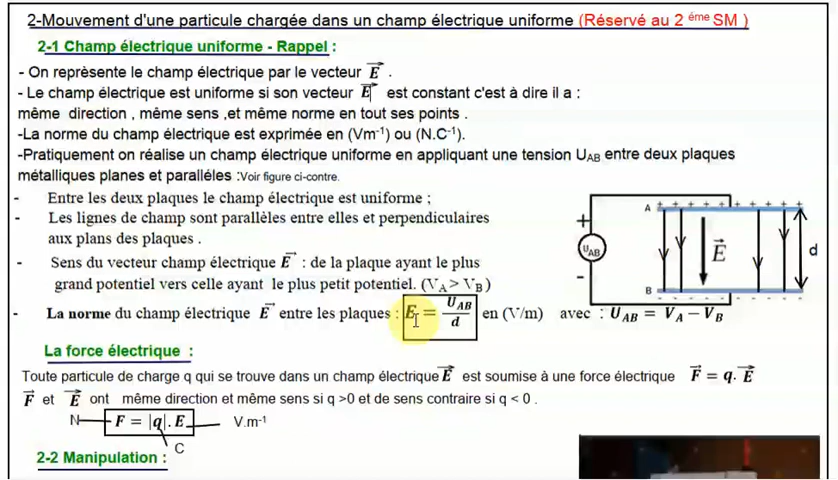 2-Mouvement d'une particule chargée dans un champ électrique uniforme (Réservé au 2 éme SM )
2-1 Champ électrique uniforme - Rappel :
- On reprèsente le champ électrique par le vecteur E⃗ .
- Le champ électrique est uniforme si son vecteur E⃗ est constant c'est à dire il a :
même direction , même sens ,et même norme en tout ses points .
-La norme du champ électrique est exprimée en (Vm⁻¹) ou (N.C⁻¹).
-Pratiquement on réalise un champ électrique uniforme en appliquant une tension UAB entre deux plaques
métalliques planes et paralléles :Voir figure ci-contre.
- Entre les deux plaques le champ électrique est uniforme ;
- Les lignes de champ sont parallèles entre elles et perpendiculaires
aux plans des plaques .
- Sens du vecteur champ électrique E⃗ : de la plaque ayant le plus
grand potentiel vers celle ayant le plus petit potentiel. (VA> VB)
- La norme du champ électrique E⃗ entre les plaques : E = UAB/d en (V/m) avec : UAB = VA − VB
A + + + + + + + + + +
+
UAB
-
E⃗
d
B - - - - - - - - - -
La force électrique :
Toute particule de charge q qui se trouve dans un champ électrique E⃗ est soumise à une force électrique F⃗ = q. E⃗
F⃗ et E⃗ ont même direction et même sens si q >0 et de sens contraire si q < 0 .
N F = |q|. E V.m⁻¹
C
2-2 Manipulation :